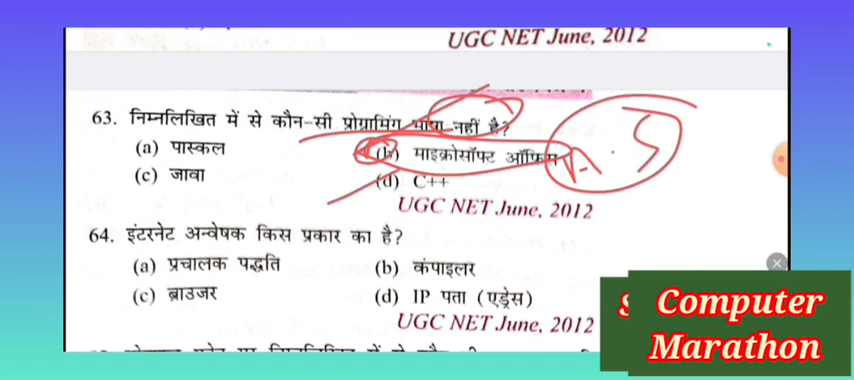 UGC NET June, 2012
63. निम्नलिखित में से कौन-सी प्रोग्रामिंग भाषा नहीं है?
(a) पास्कल (b) माइक्रोसॉफ्ट ऑफिस
(c) जावा (d) C++
UGC NET June, 2012
64. इंटरनेट अन्वेषक किस प्रकार का है?
(a) प्रचालक पद्धति (b) कंपाइलर
(c) ब्राउजर (d) IP पता (एड्रेस)
UGC NET June, 2012
Computer
Marathon